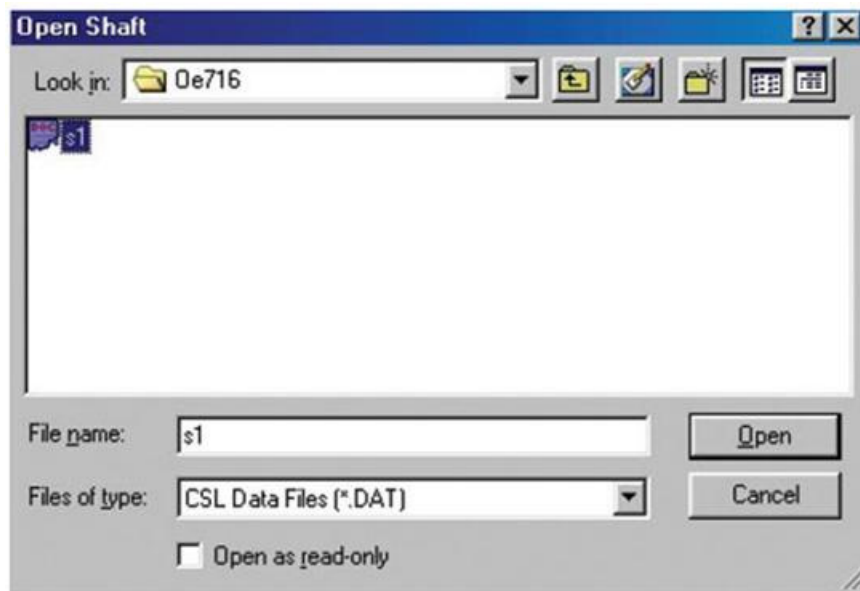 Open Shaft
Look in: Oe716
s1
File name: s1 Open
Files of type: CSL Data Files (*.DAT) Cancel
Open as read-only